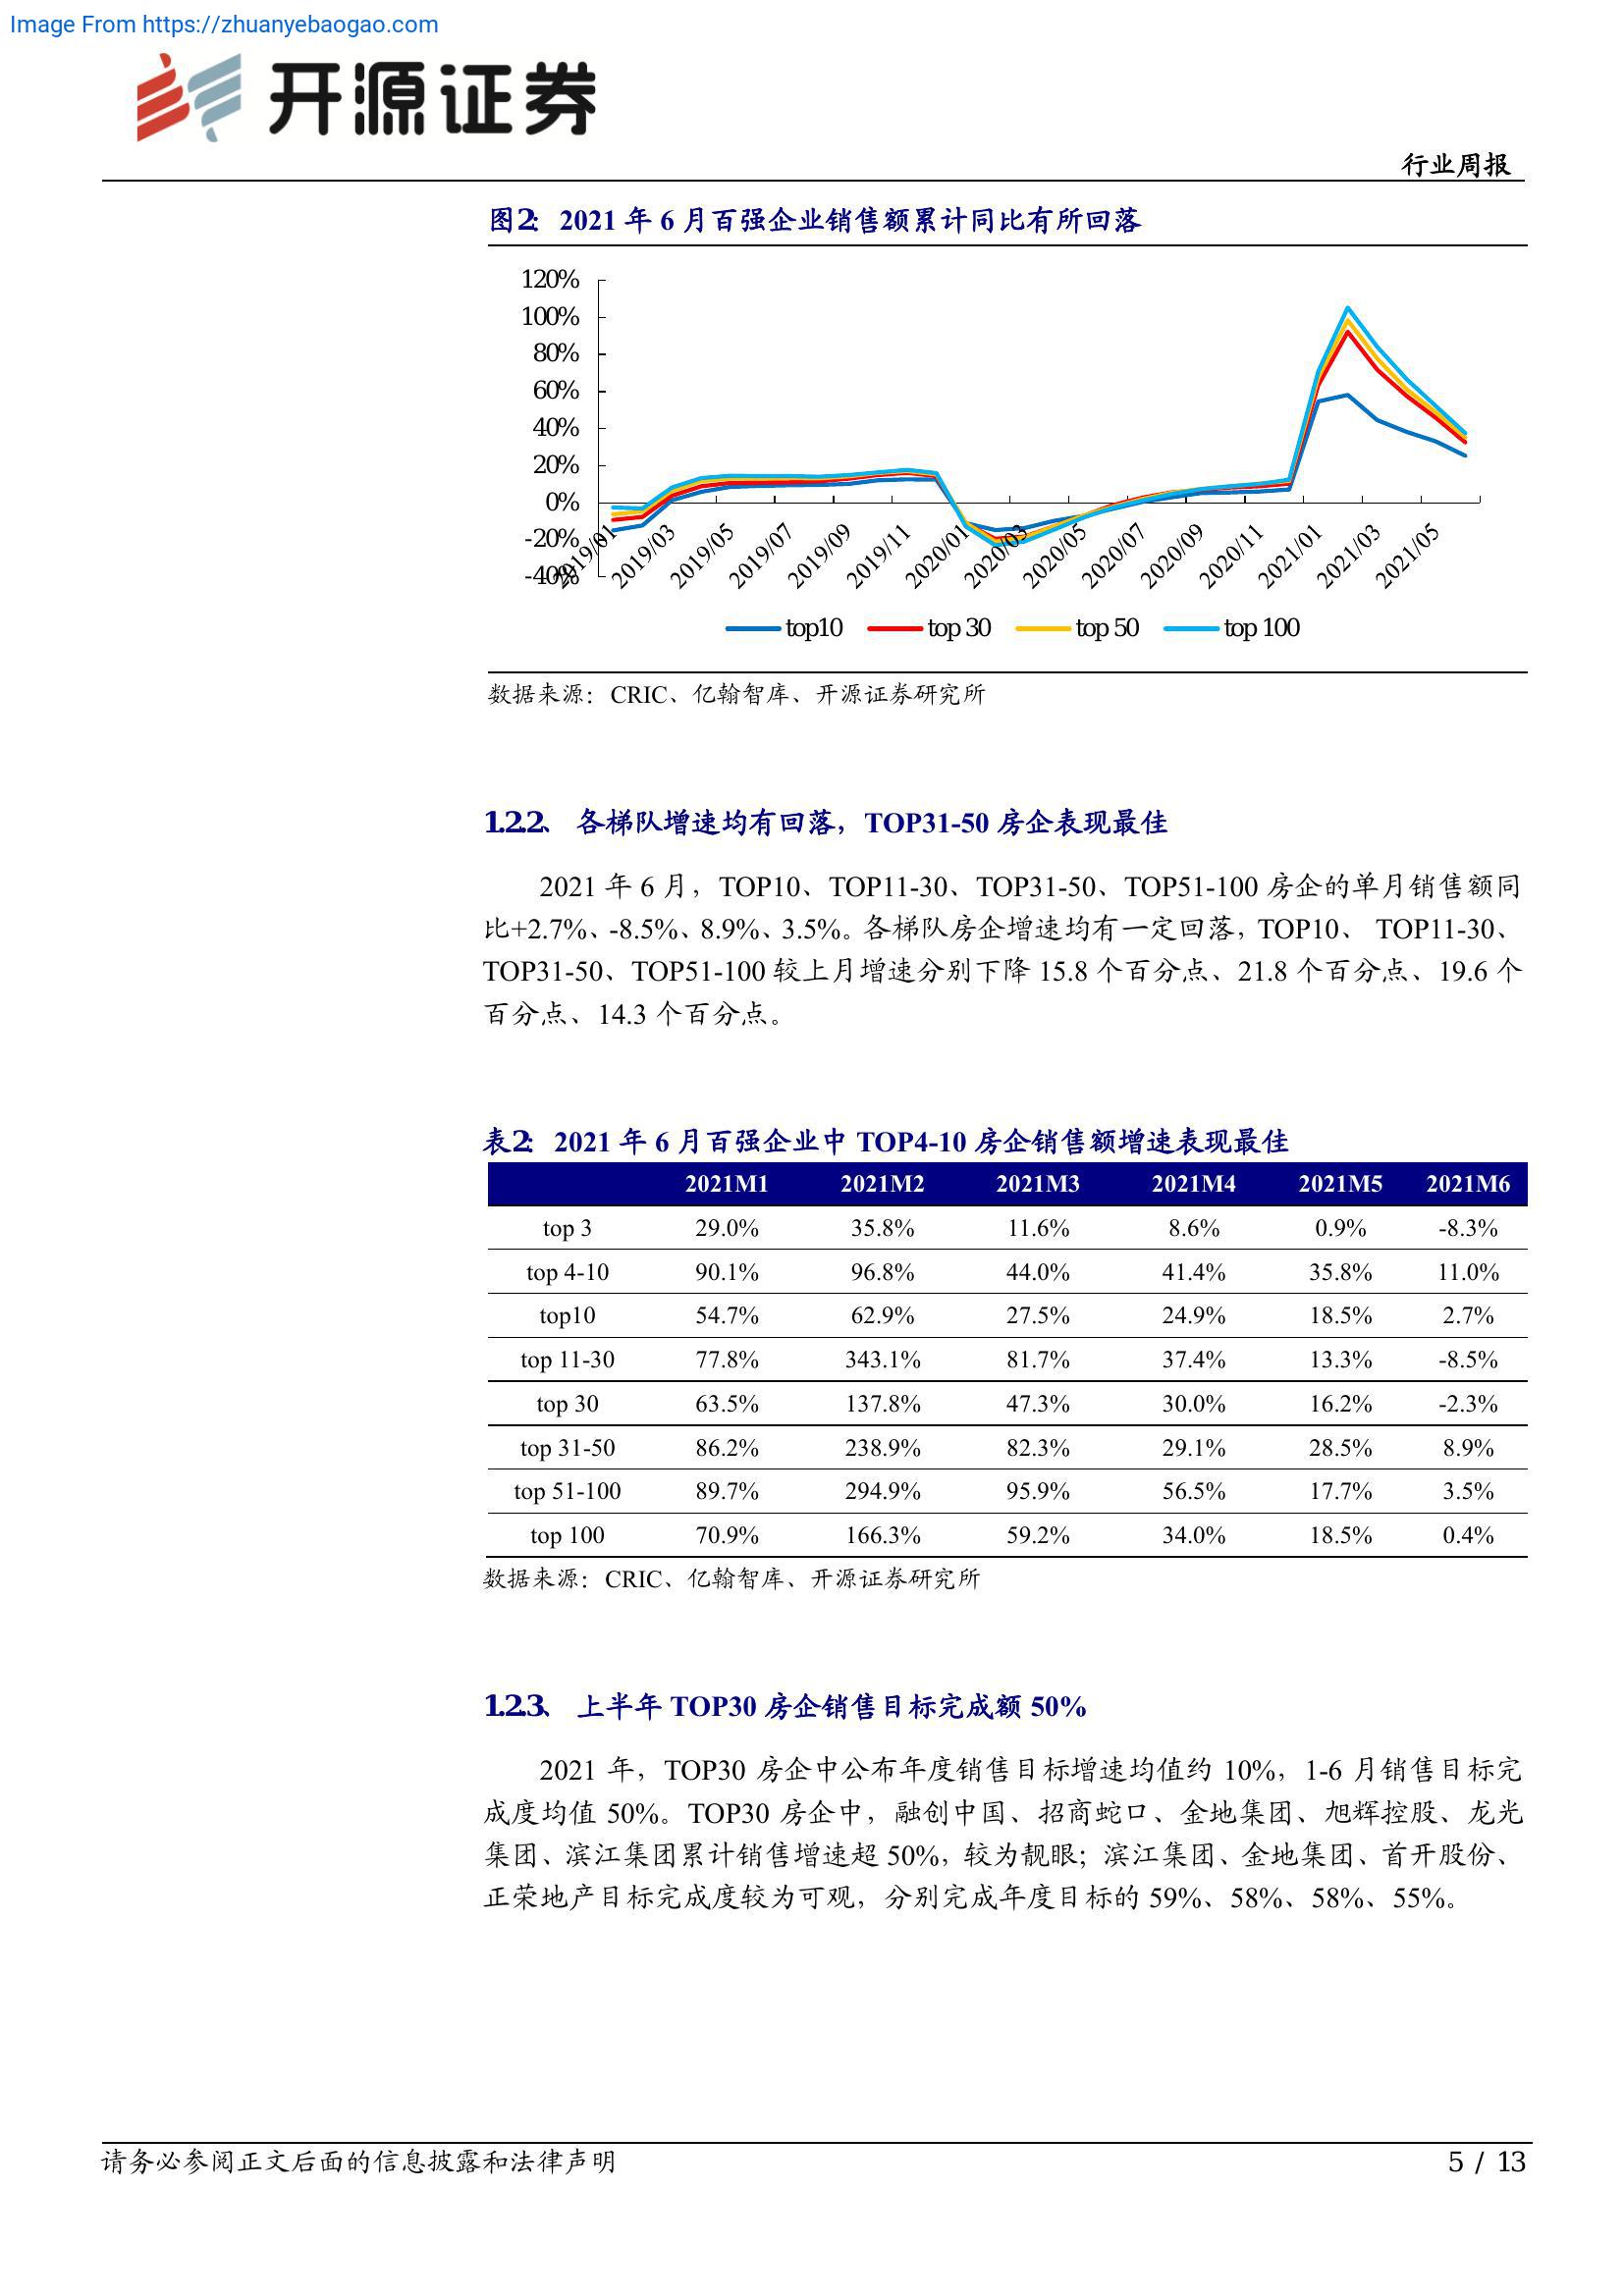 Image From https://zhuanyebaogao.com
开源证券
行业周报
图2： 2021 年 6 月百强企业销售额累计同比有所回落
120%
100%
80%
60%
40%
20%
0%
-20%
-40%
2019/01 2019/03 2019/05 2019/07 2019/09 2019/11 2020/01 2020/03 2020/05 2020/07 2020/09 2020/11 2021/01 2021/03 2021/05
top10 top 30 top 50 top 100
数据来源：CRIC、亿翰智库、开源证券研究所
1.2.2、 各梯队增速均有回落，TOP31-50 房企表现最佳
2021 年 6 月，TOP10、TOP11-30、TOP31-50、TOP51-100 房企的单月销售额同
比+2.7%、-8.5%、8.9%、3.5%。各梯队房企增速均有一定回落，TOP10、 TOP11-30、
TOP31-50、TOP51-100 较上月增速分别下降 15.8 个百分点、21.8 个百分点、19.6 个
百分点、14.3 个百分点。
表2： 2021 年 6 月百强企业中 TOP4-10 房企销售额增速表现最佳
2021M1 2021M2 2021M3 2021M4 2021M5 2021M6
top 3 29.0% 35.8% 11.6% 8.6% 0.9% -8.3%
top 4-10 90.1% 96.8% 44.0% 41.4% 35.8% 11.0%
top10 54.7% 62.9% 27.5% 24.9% 18.5% 2.7%
top 11-30 77.8% 343.1% 81.7% 37.4% 13.3% -8.5%
top 30 63.5% 137.8% 47.3% 30.0% 16.2% -2.3%
top 31-50 86.2% 238.9% 82.3% 29.1% 28.5% 8.9%
top 51-100 89.7% 294.9% 95.9% 56.5% 17.7% 3.5%
top 100 70.9% 166.3% 59.2% 34.0% 18.5% 0.4%
数据来源：CRIC、亿翰智库、开源证券研究所
1.2.3、 上半年 TOP30 房企销售目标完成额 50%
2021 年，TOP30 房企中公布年度销售目标增速均值约 10%，1-6 月销售目标完
成度均值 50%。TOP30 房企中，融创中国、招商蛇口、金地集团、旭辉控股、龙光
集团、滨江集团累计销售增速超 50%，较为靓眼；滨江集团、金地集团、首开股份、
正荣地产目标完成度较为可观，分别完成年度目标的 59%、58%、58%、55%。
请务必参阅正文后面的信息披露和法律声明
5 / 13